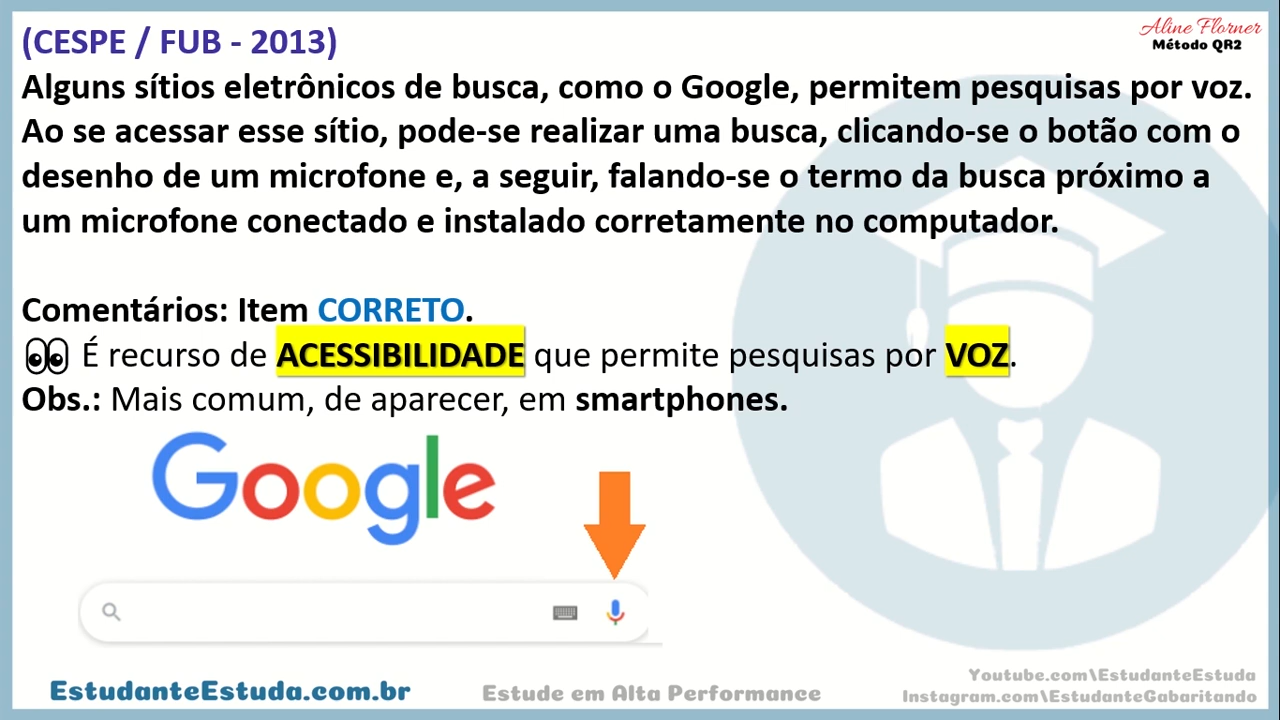 (CESPE / FUB - 2013)
Aline Florner
Método QR2
Alguns sítios eletrônicos de busca, como o Google, permitem pesquisas por voz.
Ao se acessar esse sítio, pode-se realizar uma busca, clicando-se o botão com o
desenho de um microfone e, a seguir, falando-se o termo da busca próximo a
um microfone conectado e instalado corretamente no computador.
Comentários: Item CORRETO.
É recurso de ACESSIBILIDADE que permite pesquisas por VOZ.
Obs.: Mais comum, de aparecer, em smartphones.
Google
EstudanteEstuda.com.br
Estude em Alta Performance
Youtube.com\EstudanteEstuda
Instagram.com\EstudanteGabaritando